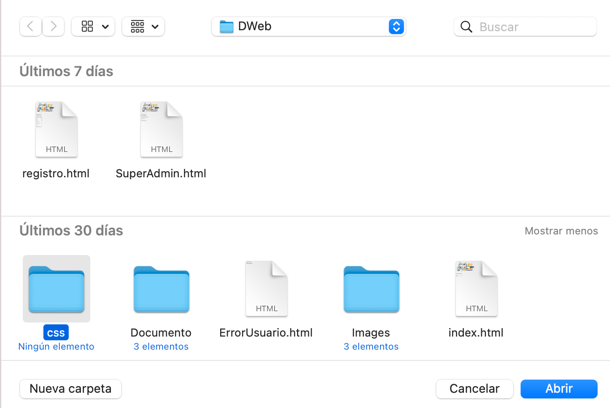 DWeb
Buscar
Últimos 7 días
HTML
HTML
registro.html
SuperAdmin.html
Últimos 30 días
Mostrar menos
HTML
HTML
css
Documento
ErrorUsuario.html
Images
index.html
Ningún elemento
3 elementos
3 elementos
Nueva carpeta
Cancelar
Abrir